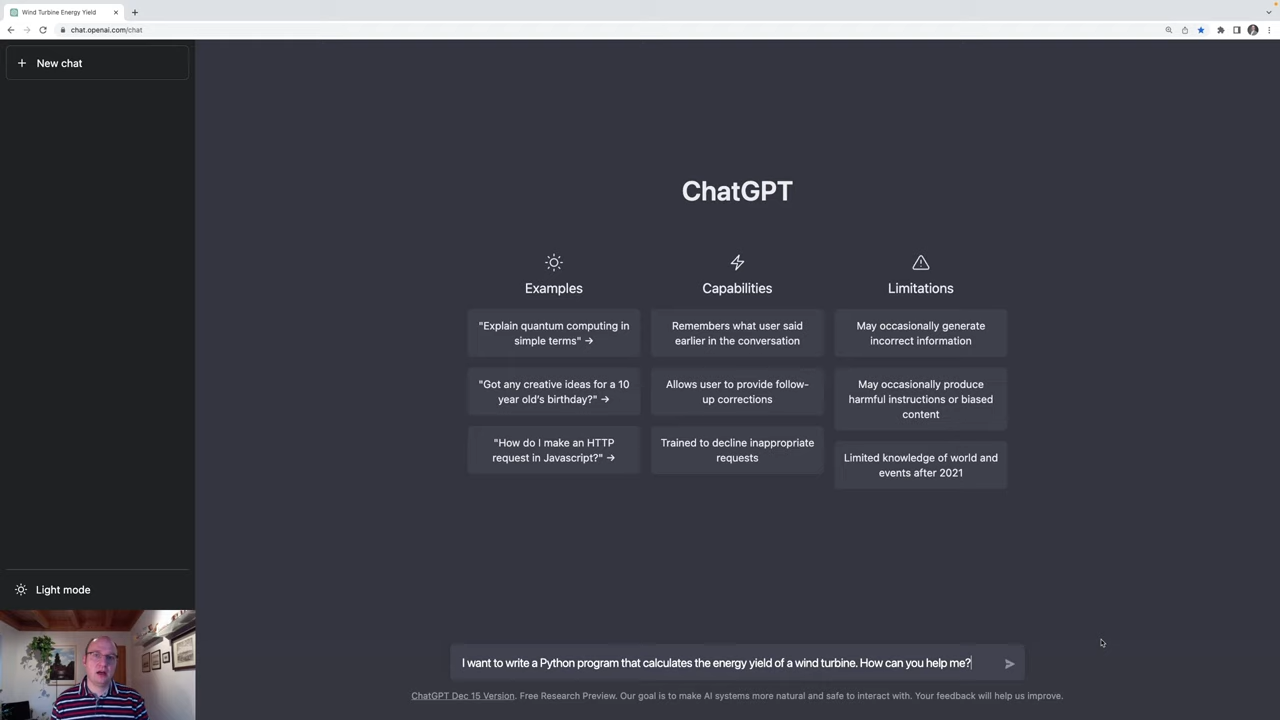 Wind Turbine Energy Yield
chat.openai.com/chat
New chat
ChatGPT
Examples
Capabilities
Limitations
"Explain quantum computing in
simple terms" →
Remembers what user said
earlier in the conversation
May occasionally generate
incorrect information
"Got any creative ideas for a 10
year old's birthday?" →
Allows user to provide follow-
up corrections
May occasionally produce
harmful instructions or biased
content
"How do I make an HTTP
request in Javascript?" →
Trained to decline inappropriate
requests
Limited knowledge of world and
events after 2021
Light mode
I want to write a Python program that calculates the energy yield of a wind turbine. How can you help me?
ChatGPT Dec 15 Version. Free Research Preview. Our goal is to make AI systems more natural and safe to interact with. Your feedback will help us improve.